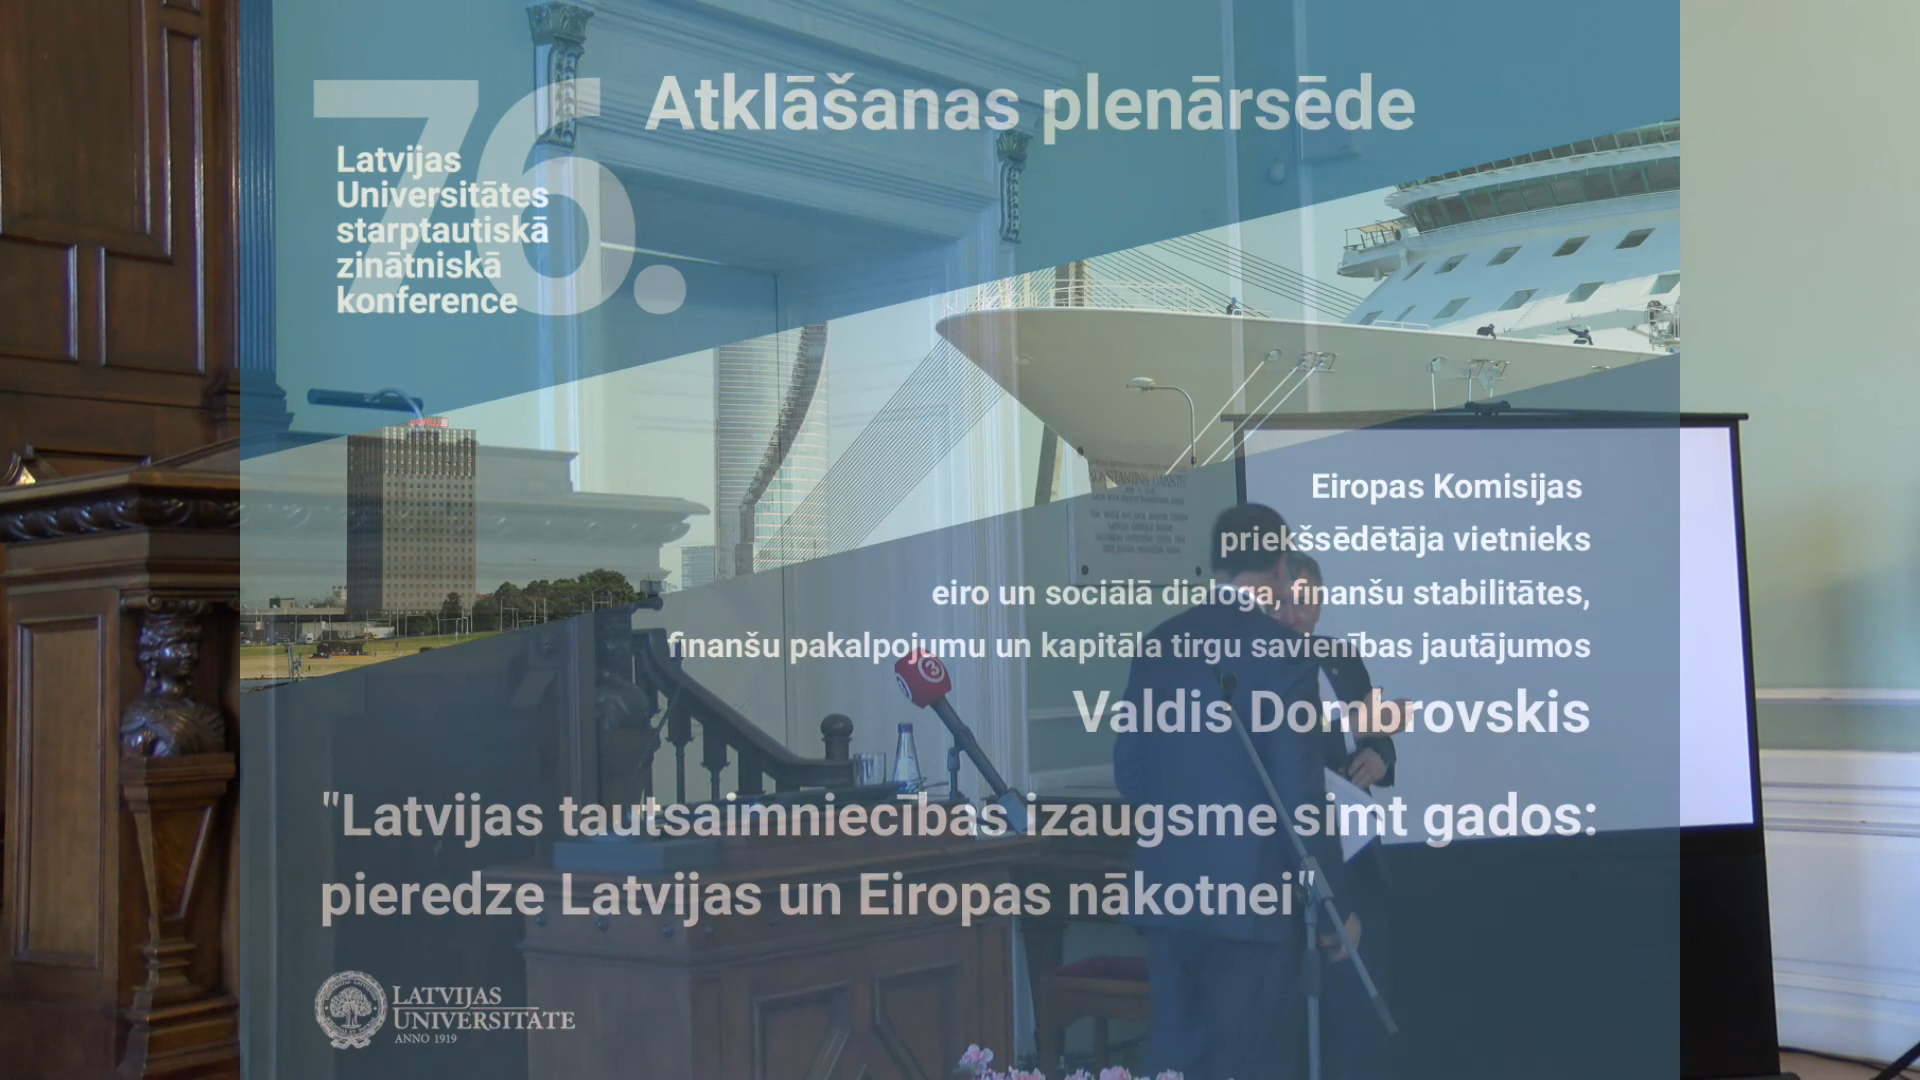 Atklāšanas plenārsēde
76.
Latvijas
Universitātes
starptautiskā
zinātniskā
konference
Eiropas Komisijas
priekšsēdētāja vietnieks
eiro un sociālā dialoga, finanšu stabilitātes,
finanšu pakalpojumu un kapitāla tirgu savienības jautājumos
Valdis Dombrovskis
"Latvijas tautsaimniecības izaugsme simt gados:
pieredze Latvijas un Eiropas nākotnei"
3
LATVIJAS
UNIVERSITĀTE
ANNO 1919